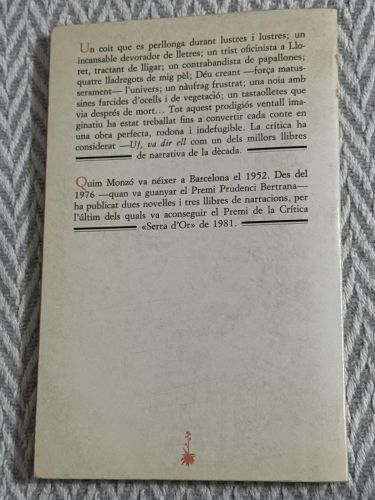 Un coit que es perllonga durant lustres i lustres; un
incansable devorador de lletres; un trist oficinista a Llo-
ret, tractant de lligar; un contrabandista de papallones;
quatre lladregots de mig pèl; Déu creant —força matus-
serament— l'univers; un nàufrag frustrat; una noia amb
sines farcides d'ocells i de vegetació; un tastaolletes que
viu després de mort... Tot aquest prodigiós ventall ima-
ginatiu ha estat treballat fins a convertir cada conte en
una obra perfecta, rodona i indefugible. La crítica ha
considerat —Uf, va dir ell com un dels millors llibres
de narrativa de la dècada.
Quim Monzó va néixer a Barcelona el 1952. Des del
1976 —quan va guanyar el Premi Prudenci Bertrana—
ha publicat dues novel·les i tres llibres de narracions, per
l'últim dels quals va aconseguir el Premi de la Crítica
«Serra d'Or» de 1981.